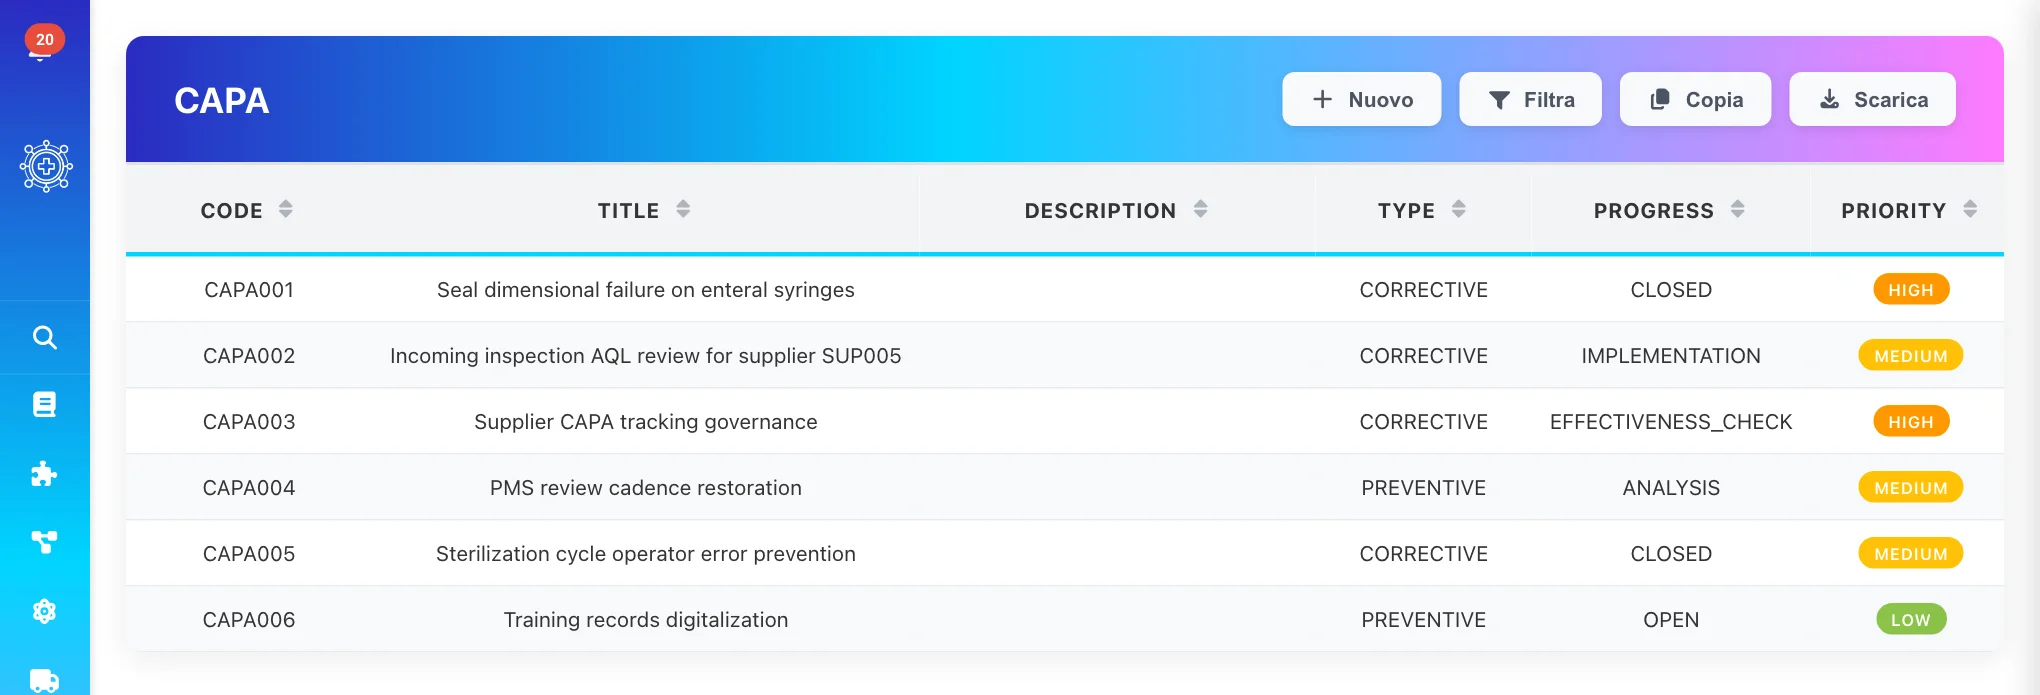 20
CAPA
Nuovo Filtra Copia Scarica
CODE TITLE DESCRIPTION TYPE PROGRESS PRIORITY
CAPA001 Seal dimensional failure on enteral syringes CORRECTIVE CLOSED HIGH
CAPA002 Incoming inspection AQL review for supplier SUP005 CORRECTIVE IMPLEMENTATION MEDIUM
CAPA003 Supplier CAPA tracking governance CORRECTIVE EFFECTIVENESS_CHECK HIGH
CAPA004 PMS review cadence restoration PREVENTIVE ANALYSIS MEDIUM
CAPA005 Sterilization cycle operator error prevention CORRECTIVE CLOSED MEDIUM
CAPA006 Training records digitalization PREVENTIVE OPEN LOW